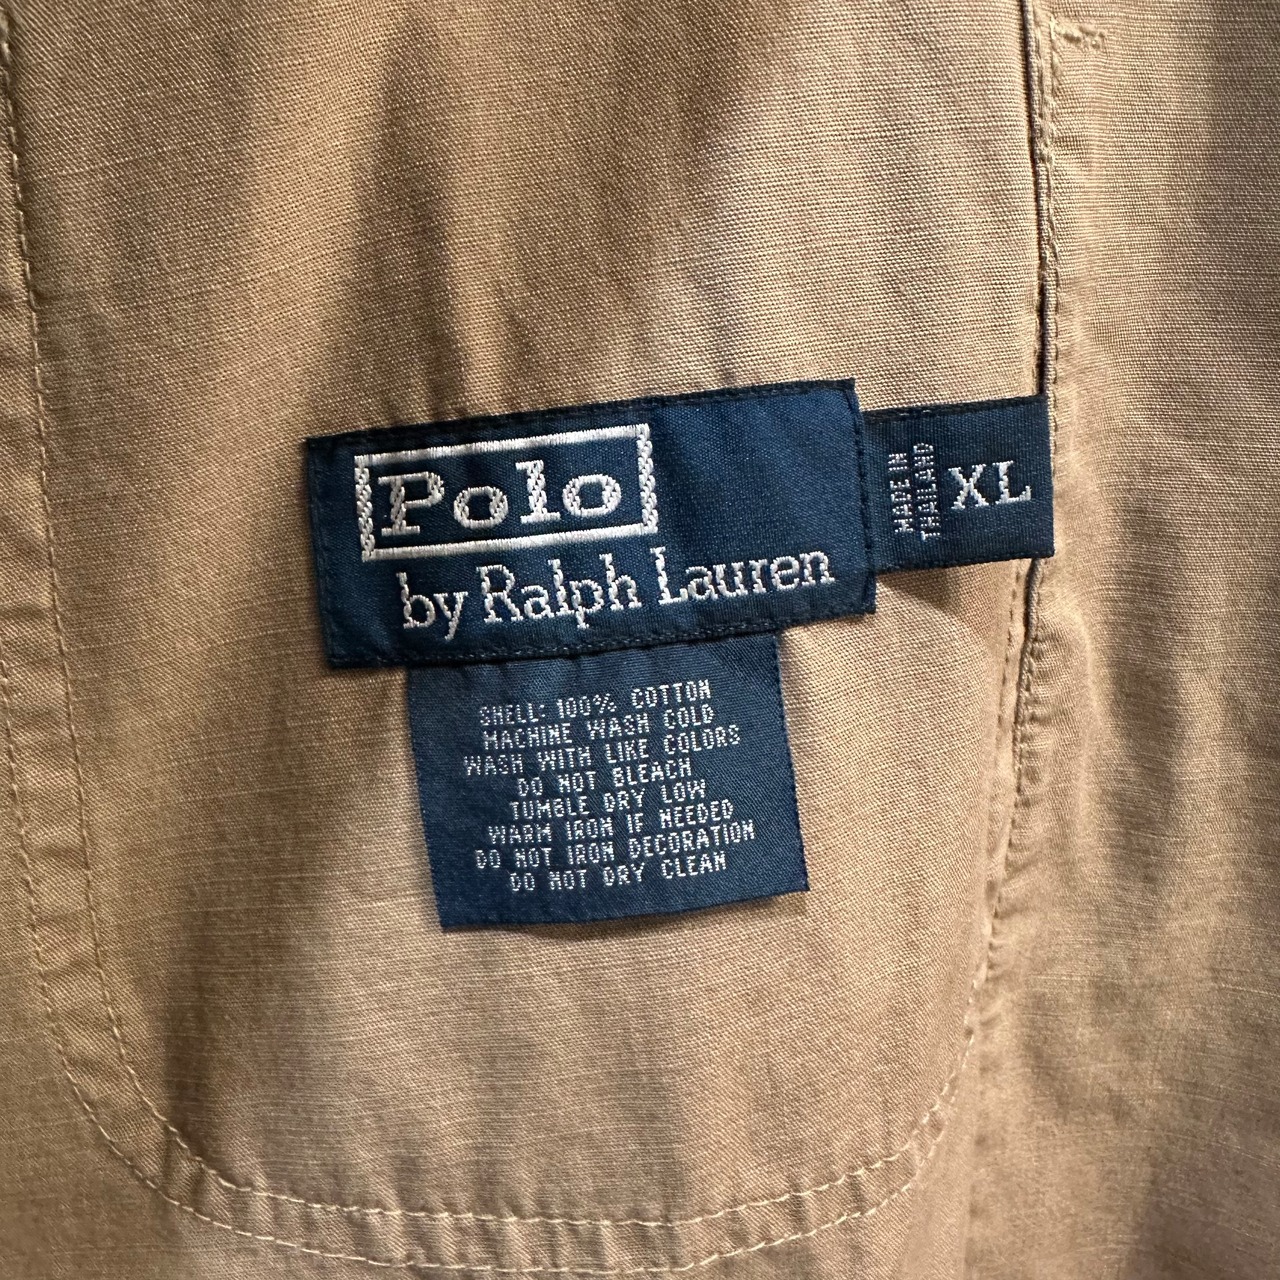 Polo
by Ralph Lauren
MADE IN
THAILAND
XL
SHELL: 100% COTTON
MACHINE WASH COLD
WASH WITH LIKE COLORS
DO NOT BLEACH
TUMBLE DRY LOW
WARM IRON IF NEEDED
DO NOT IRON DECORATION
DO NOT DRY CLEAN